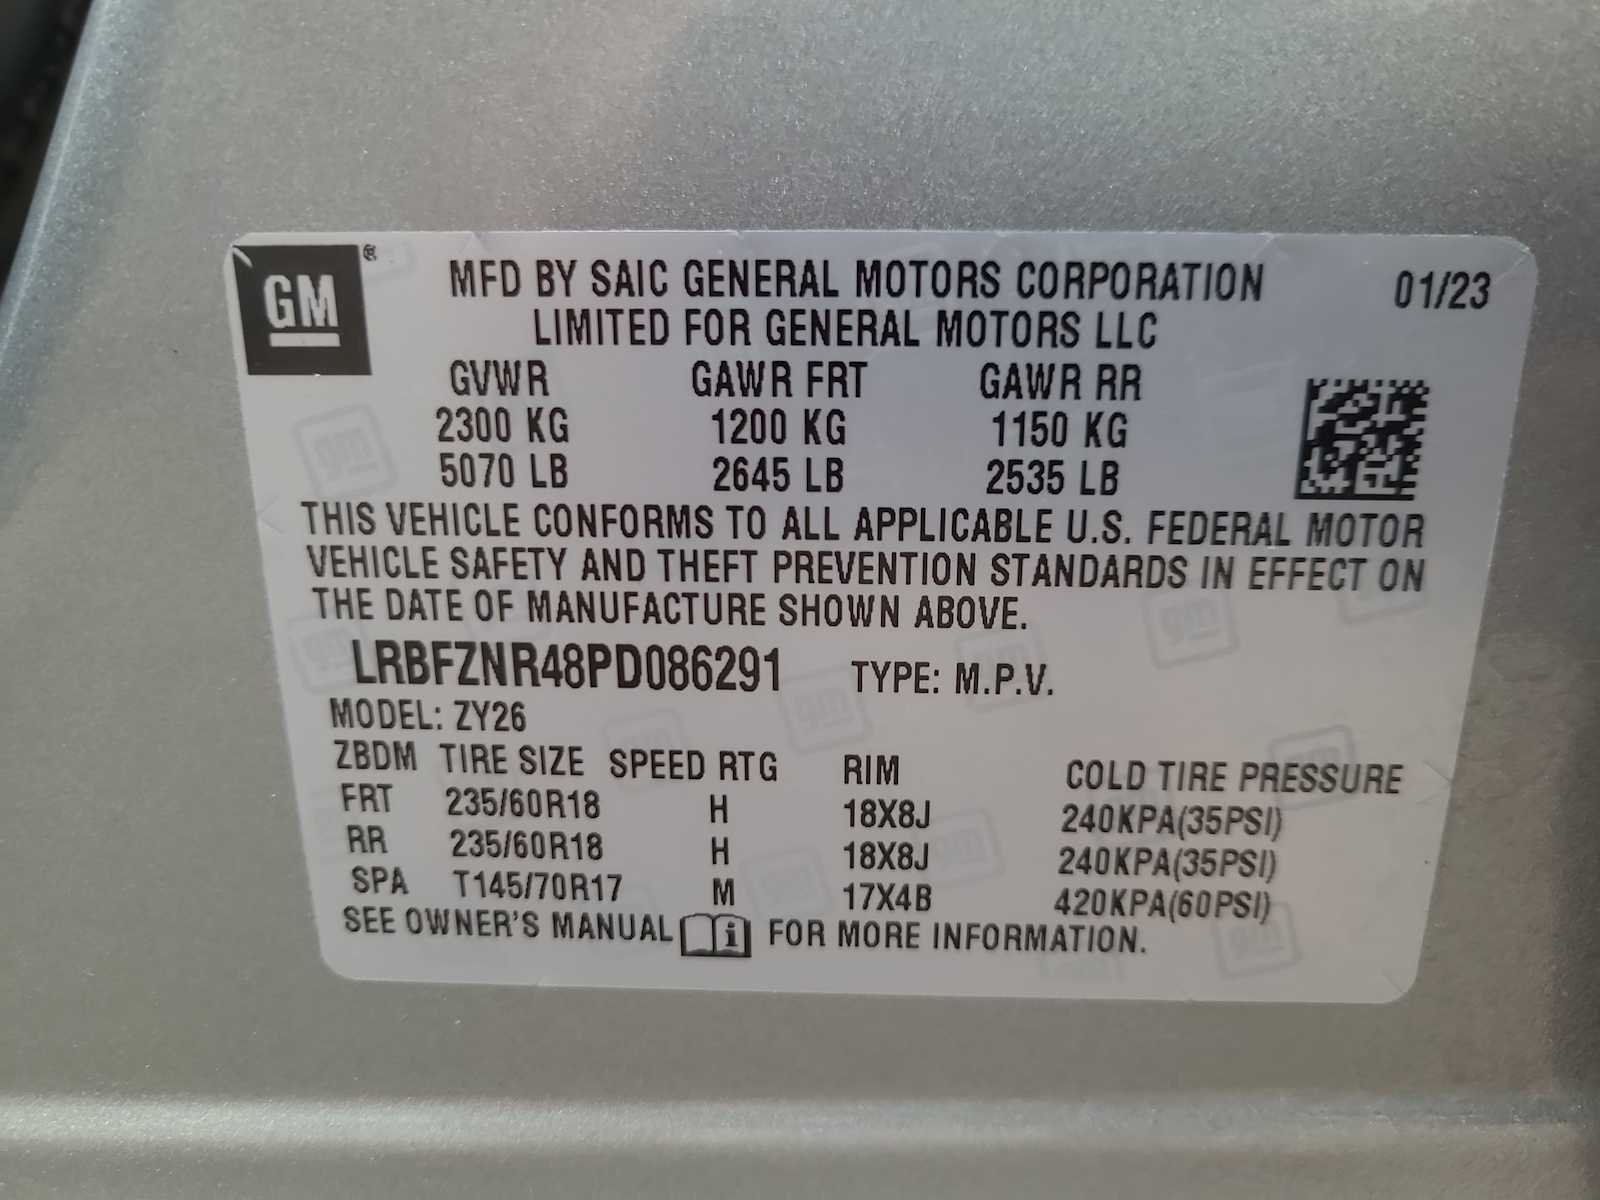 GM®
MFD BY SAIC GENERAL MOTORS CORPORATION 01/23
LIMITED FOR GENERAL MOTORS LLC
GVWR GAWR FRT GAWR RR
2300 KG 1200 KG 1150 KG
5070 LB 2645 LB 2535 LB
THIS VEHICLE CONFORMS TO ALL APPLICABLE U.S. FEDERAL MOTOR
VEHICLE SAFETY AND THEFT PREVENTION STANDARDS IN EFFECT ON
THE DATE OF MANUFACTURE SHOWN ABOVE.
LRBFZNR48PD086291 TYPE: M.P.V.
MODEL: ZY26
ZBDM TIRE SIZE SPEED RTG RIM COLD TIRE PRESSURE
FRT 235/60R18 H 18X8J 240KPA(35PSI)
RR 235/60R18 H 18X8J 240KPA(35PSI)
SPA T145/70R17 M 17X4B 420KPA(60PSI)
SEE OWNER'S MANUAL i FOR MORE INFORMATION.